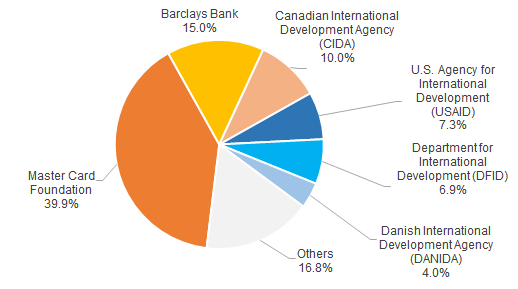 Barclays Bank
15.0%
Canadian International
Development Agency
(CIDA)
10.0%
U.S. Agency for
International
Development
(USAID)
7.3%
Department for
International
Development (DFID)
6.9%
Danish International
Development Agency
(DANIDA)
4.0%
Others
16.8%
Master Card
Foundation
39.9%